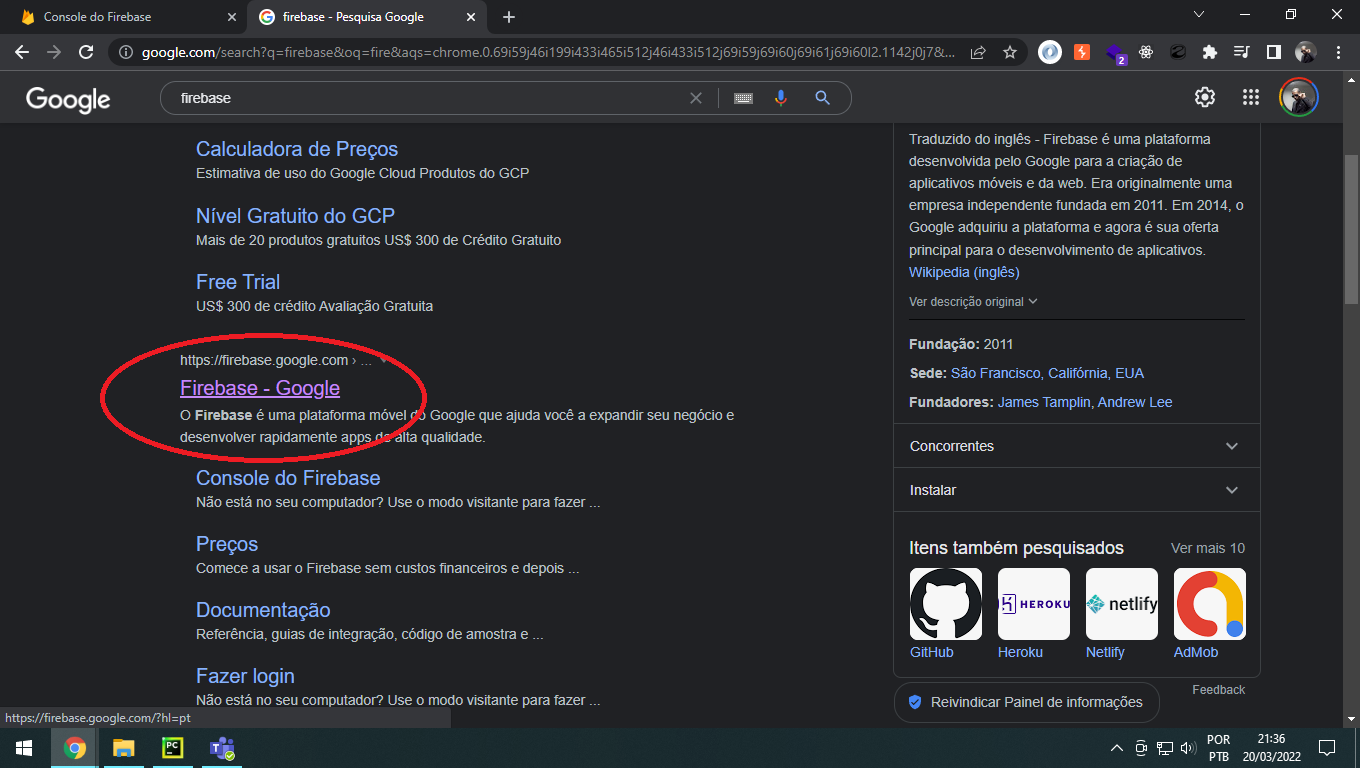 Console do Firebase
firebase - Pesquisa Google
google.com/search?q=firebase&oq=fire&aqs=chrome.0.69i59j46i199i433i465i512j46i433i512j69i59j69i60j69i61j69i60l2.1142j0j7&...
2
Google
firebase
Calculadora de Preços
Estimativa de uso do Google Cloud Produtos do GCP
Nível Gratuito do GCP
Mais de 20 produtos gratuitos US$ 300 de Crédito Gratuito
Free Trial
US$ 300 de crédito Avaliação Gratuita
https://firebase.google.com › ...
Firebase - Google
O Firebase é uma plataforma móvel do Google que ajuda você a expandir seu negócio e
desenvolver rapidamente apps de alta qualidade.
Console do Firebase
Não está no seu computador? Use o modo visitante para fazer ...
Preços
Comece a usar o Firebase sem custos financeiros e depois ...
Documentação
Referência, guias de integração, código de amostra e ...
Fazer login
Não está no seu computador? Use o modo visitante para fazer ...
Traduzido do inglês - Firebase é uma plataforma
desenvolvida pelo Google para a criação de
aplicativos móveis e da web. Era originalmente uma
empresa independente fundada em 2011. Em 2014, o
Google adquiriu a plataforma e agora é sua oferta
principal para o desenvolvimento de aplicativos.
Wikipedia (inglês)
Ver descrição original
Fundação: 2011
Sede: São Francisco, Califórnia, EUA
Fundadores: James Tamplin, Andrew Lee
Concorrentes
Instalar
Itens também pesquisados
Ver mais 10
HEROKU
netlify
GitHub
Heroku
Netlify
AdMob
Feedback
Reivindicar Painel de informações
https://firebase.google.com/?hl=pt
PC
T
POR
PTB
21:36
20/03/2022